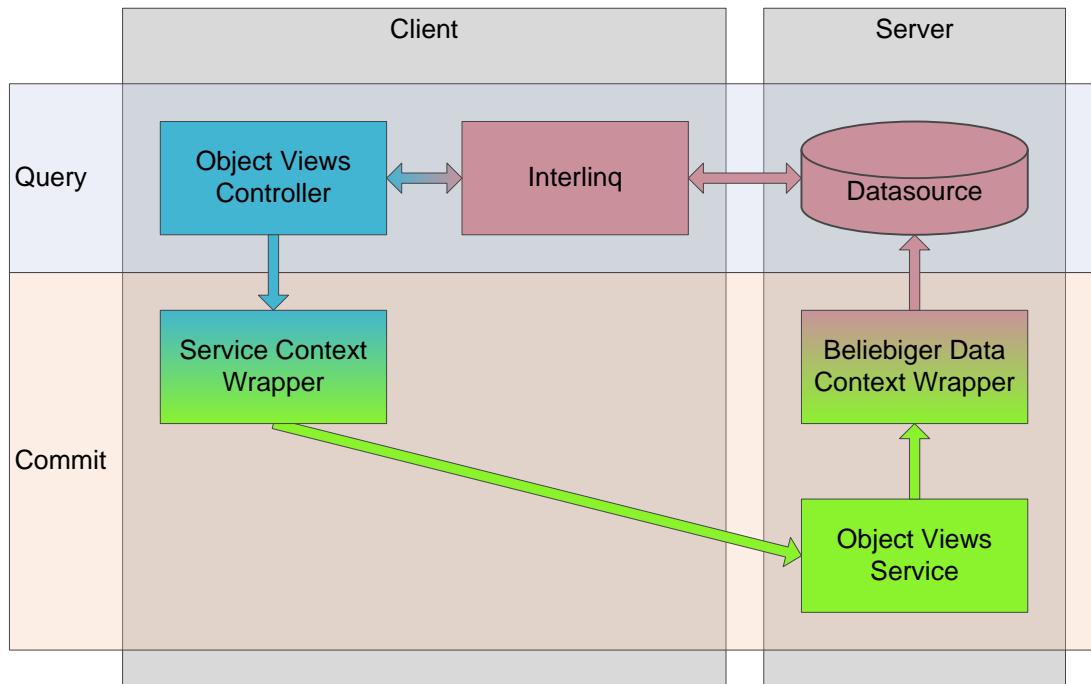 Client
Server
Query
Object Views
Controller
Interlinq
Datasource
Commit
Service Context
Wrapper
Beliebiger Data
Context Wrapper
Object Views
Service